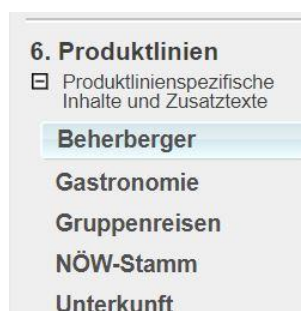 6. Produktlinien
Produktlinienspezifische
Inhalte und Zusatztexte
Beherberger
Gastronomie
Gruppenreisen
NÖW-Stamm
Unterkunft